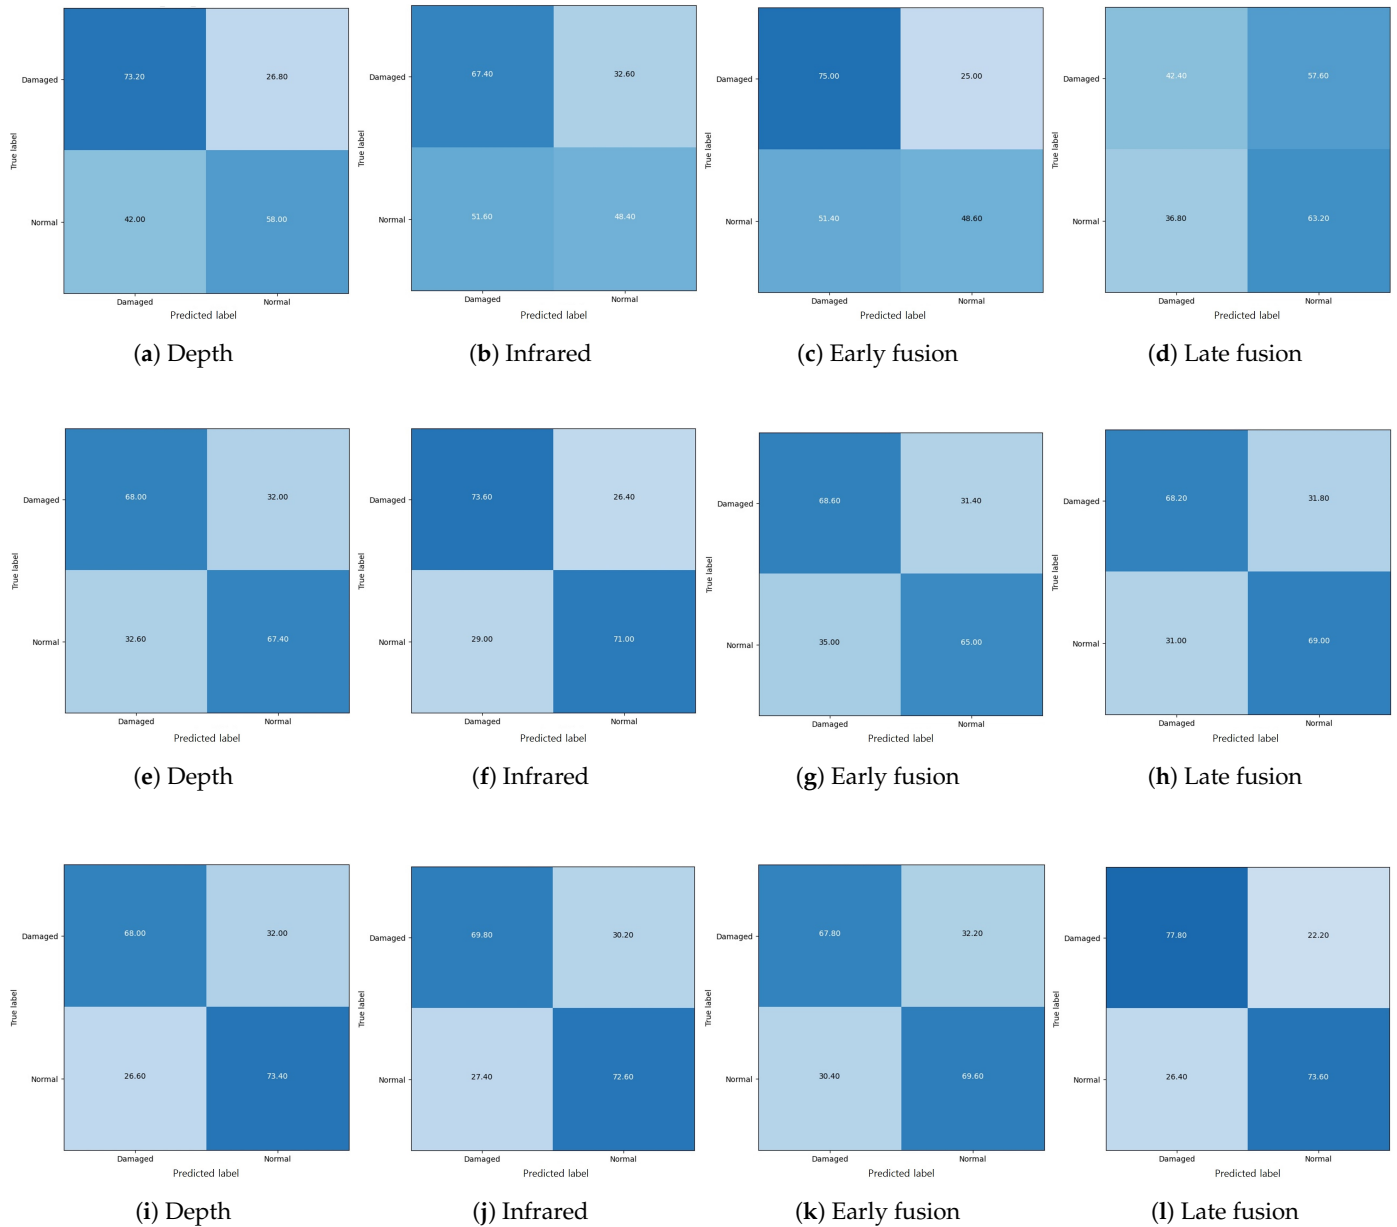 Damaged 73.20 26.80
True label
Normal 42.00 58.00
Damaged Normal
Predicted label
(a) Depth
Damaged 67.40 32.60
True label
Normal 51.60 48.40
Damaged Normal
Predicted label
(b) Infrared
Damaged 75.00 25.00
True label
Normal 51.40 48.60
Damaged Normal
Predicted label
(c) Early fusion
Damaged 42.40 57.60
True label
Normal 36.80 63.20
Damaged Normal
Predicted label
(d) Late fusion
Damaged 68.00 32.00
True label
Normal 32.60 67.40
Damaged Normal
Predicted label
(e) Depth
Damaged 73.60 26.40
True label
Normal 29.00 71.00
Damaged Normal
Predicted label
(f) Infrared
Damaged 68.60 31.40
True label
Normal 35.00 65.00
Damaged Normal
Predicted label
(g) Early fusion
Damaged 68.20 31.80
True label
Normal 31.00 69.00
Damaged Normal
Predicted label
(h) Late fusion
Damaged 68.00 32.00
True label
Normal 26.60 73.40
Damaged Normal
Predicted label
(i) Depth
Damaged 69.80 30.20
True label
Normal 27.40 72.60
Damaged Normal
Predicted label
(j) Infrared
Damaged 67.80 32.20
True label
Normal 30.40 69.60
Damaged Normal
Predicted label
(k) Early fusion
Damaged 77.80 22.20
True label
Normal 26.40 73.60
Damaged Normal
Predicted label
(l) Late fusion